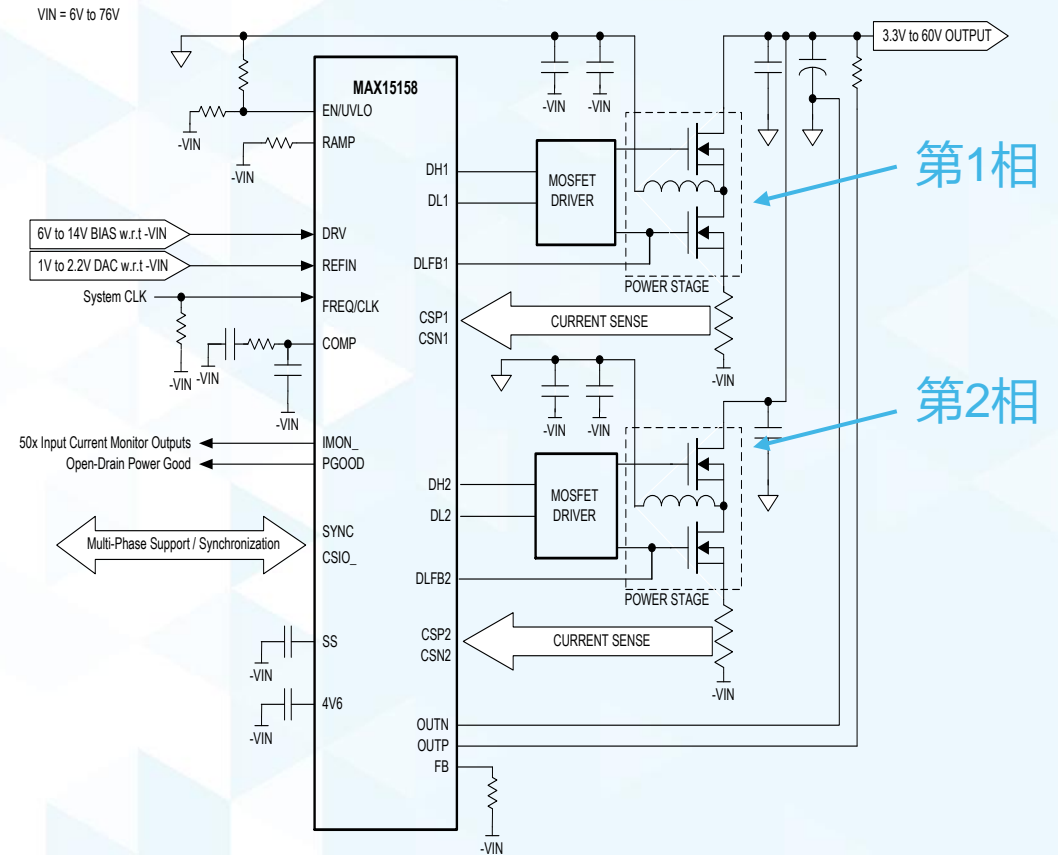 VIN = 6V to 76V
3.3V to 60V OUTPUT
-VIN
-VIN
MAX15158
EN/UVLO
-VIN
RAMP
-VIN
DH1
DL1
MOSFET
DRIVER
第1相
6V to 14V BIAS w.r.t -VIN
DRV
1V to 2.2V DAC w.r.t -VIN
REFIN
DLFB1
POWER STAGE
System CLK
FREQ/CLK
CSP1
CSN1
CURRENT SENSE
COMP
-VIN
-VIN
-VIN
-VIN
-VIN
-VIN
第2相
50x Input Current Monitor Outputs
IMON_
Open-Drain Power Good
PGOOD
DH2
DL2
MOSFET
DRIVER
Multi-Phase Support / Synchronization
SYNC
CSIO_
DLFB2
POWER STAGE
SS
-VIN
CSP2
CSN2
CURRENT SENSE
-VIN
4V6
-VIN
OUTN
OUTP
FB
-VIN